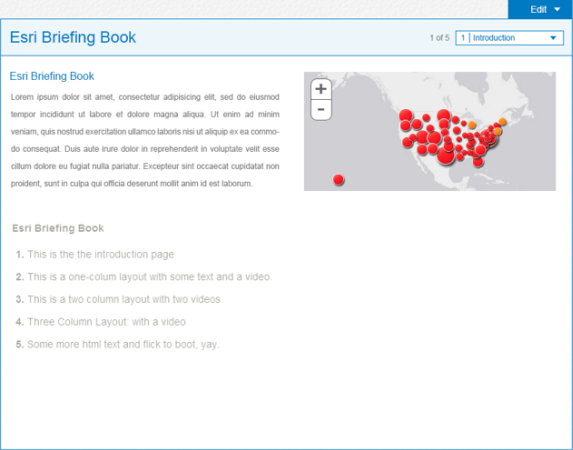 Edit
Esri Briefing Book
1 of 5
1 | Introduction
Esri Briefing Book
Lorem ipsum dolor sit amet, consectetur adipisicing elit, sed do eiusmod
tempor incididunt ut labore et dolore magna aliqua. Ut enim ad minim
veniam, quis nostrud exercitation ullamco laboris nisi ut aliquip ex ea commo-
do consequat. Duis aute irure dolor in reprehenderit in voluptate velit esse
cillum dolore eu fugiat nulla pariatur. Excepteur sint occaecat cupidatat non
proident, sunt in culpa qui officia deserunt mollit anim id est laborum.
+
-
Esri Briefing Book
1. This is the the introduction page
2. This is a one-colum layout with some text and a video.
3. This is a two column layout with two videos
4. Three Column Layout: with a video
5. Some more html text and flick to boot, yay.